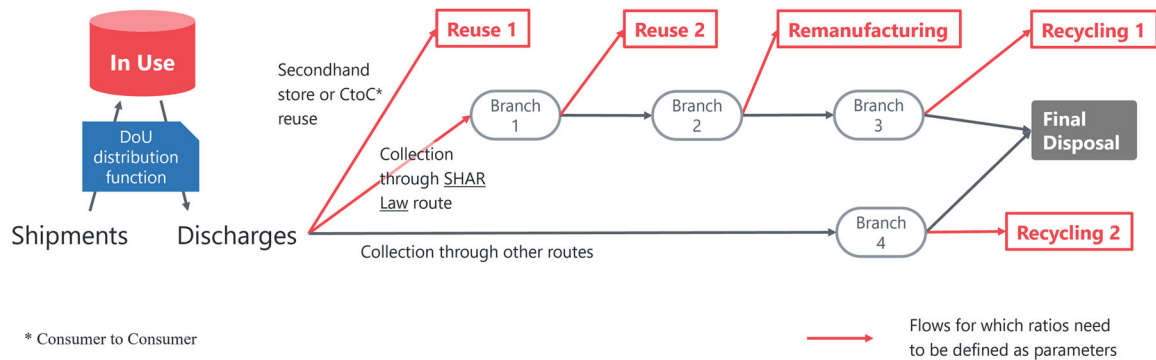 In Use
DoU
distribution
function
Shipments
Discharges
Secondhand
store or CtoC*
reuse
Collection
through SHAR
Law route
Collection through other routes
Reuse 1
Reuse 2
Remanufacturing
Recycling 1
Branch
1
Branch
2
Branch
3
Final
Disposal
Branch
4
Recycling 2
* Consumer to Consumer
Flows for which ratios need
to be defined as parameters